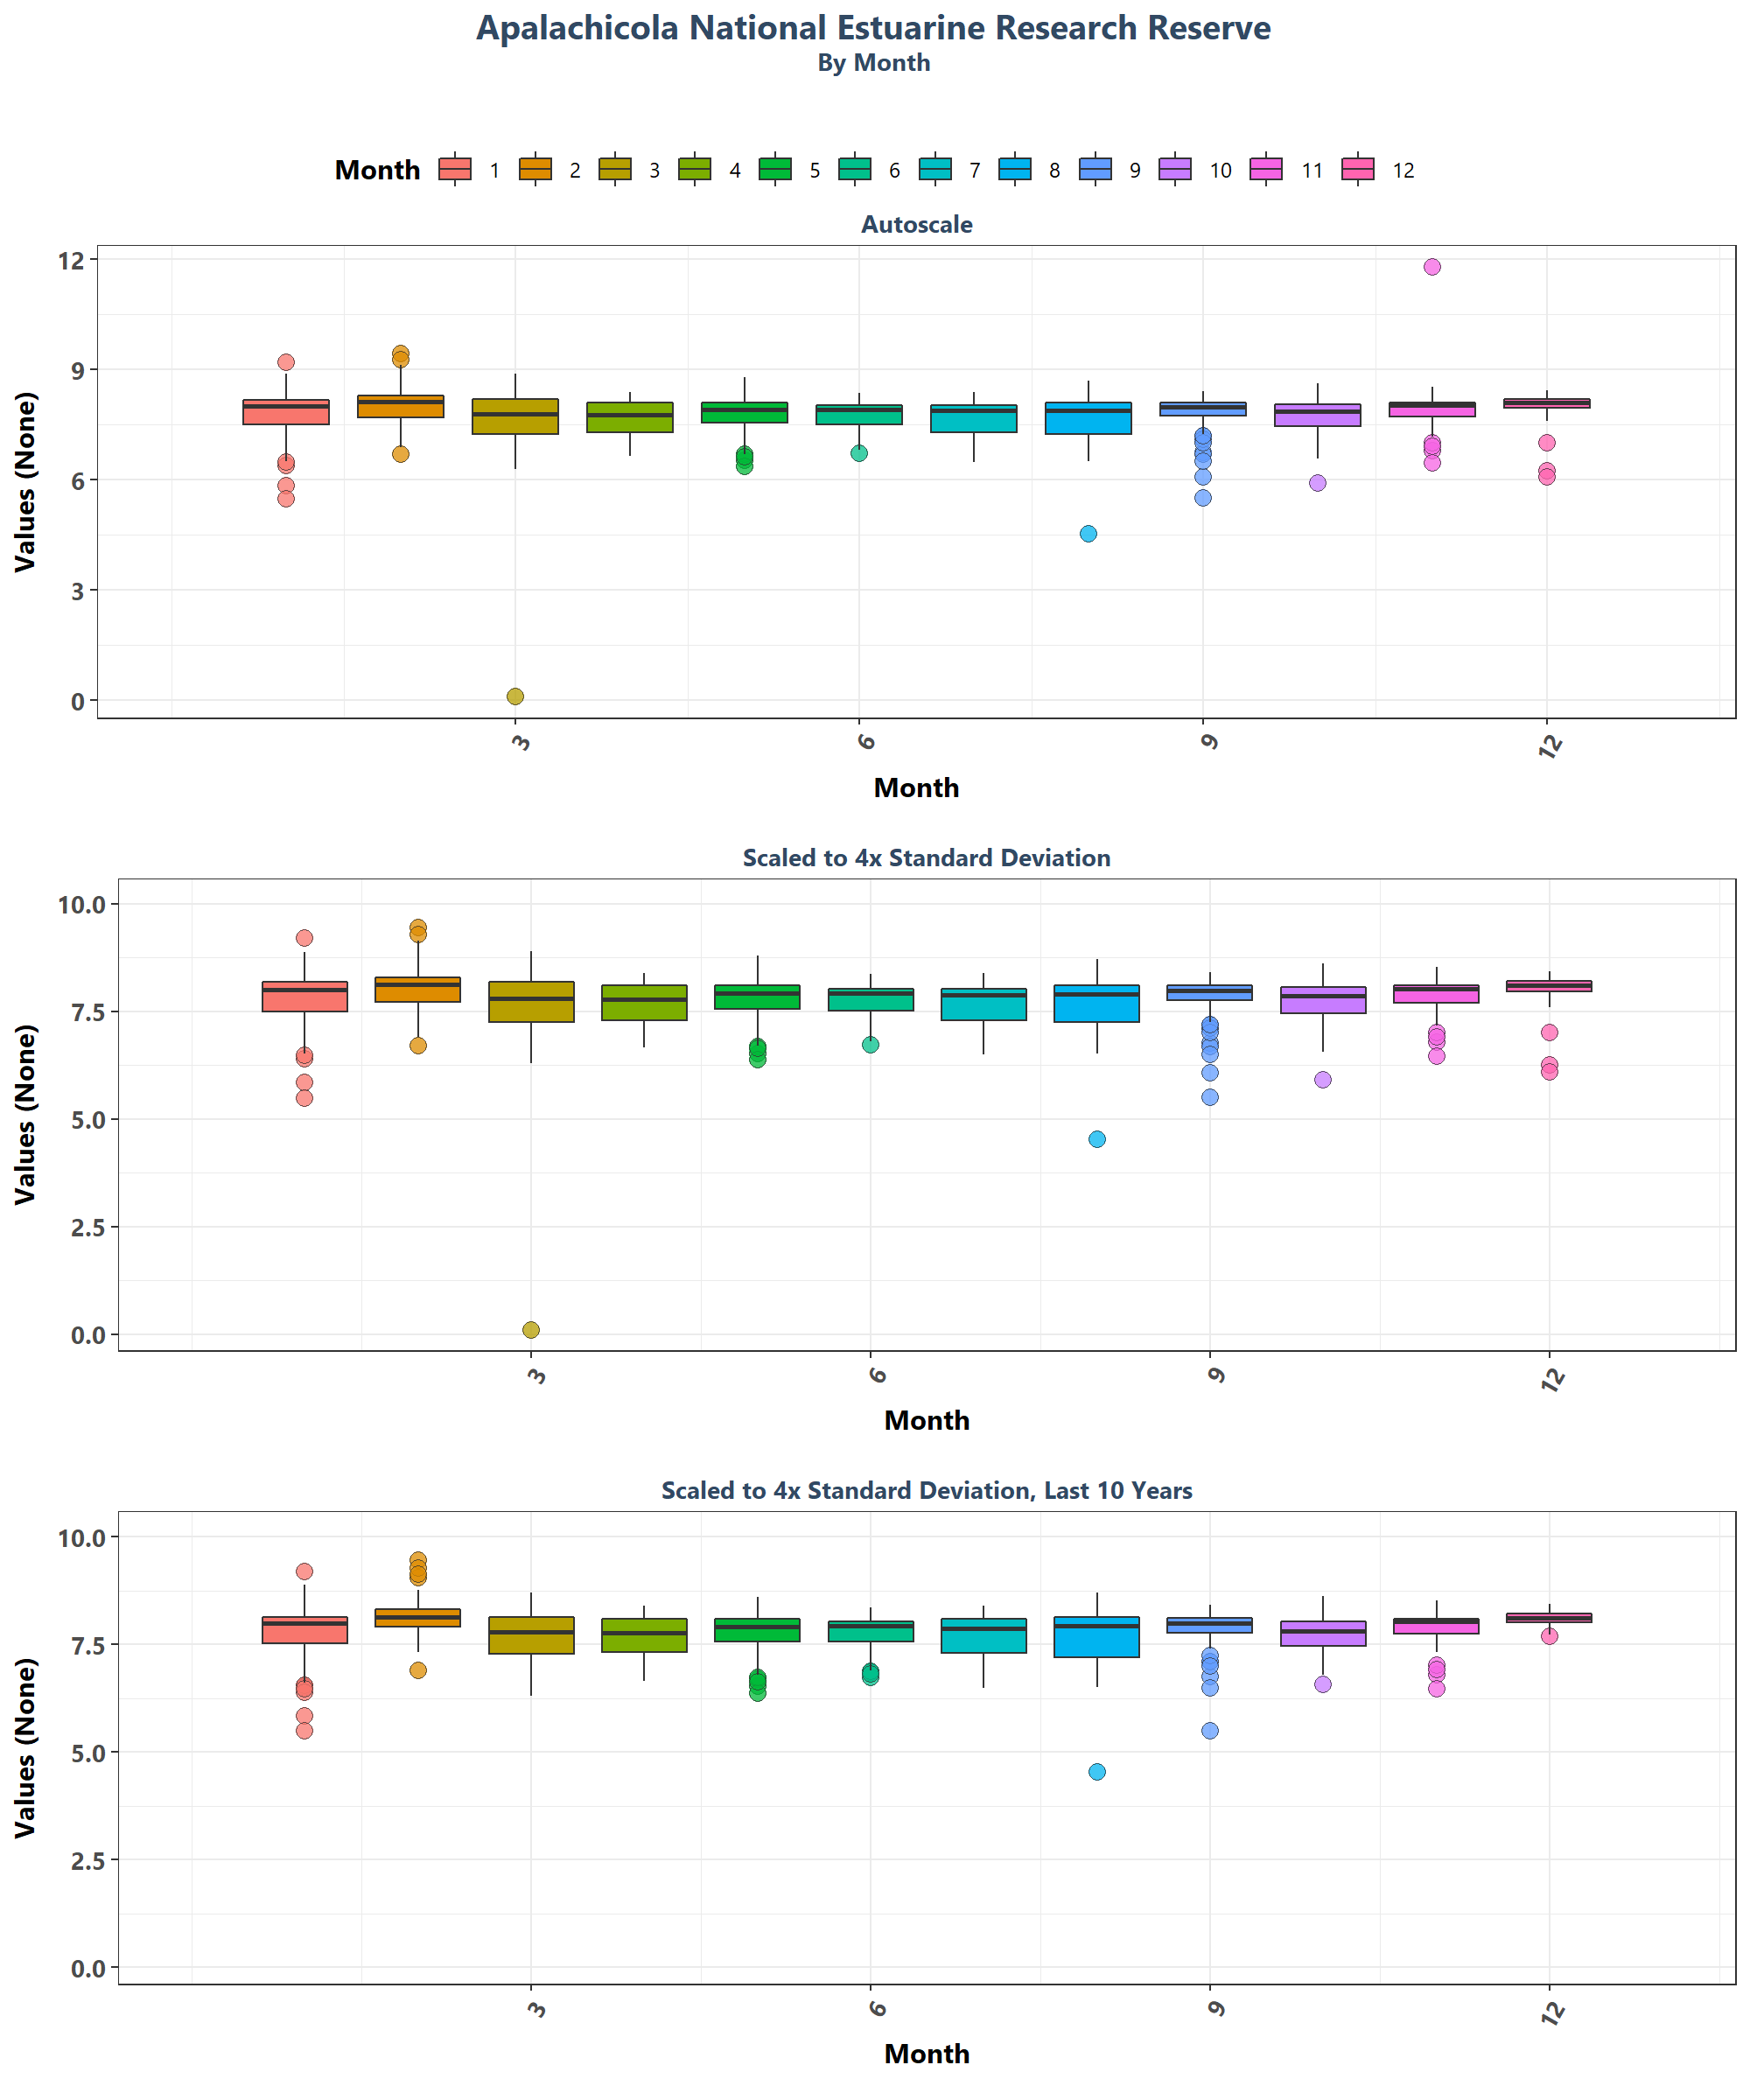 Apalachicola National Estuarine Research Reserve
By Month
Month 1 2 3 4 5 6 7 8 9 10 11 12
Autoscale
Values (None)
12
9
6
3
0
3 6 9 12
Month
Scaled to 4x Standard Deviation
Values (None)
10.0
7.5
5.0
2.5
0.0
3 6 9 12
Month
Scaled to 4x Standard Deviation, Last 10 Years
Values (None)
10.0
7.5
5.0
2.5
0.0
3 6 9 12
Month